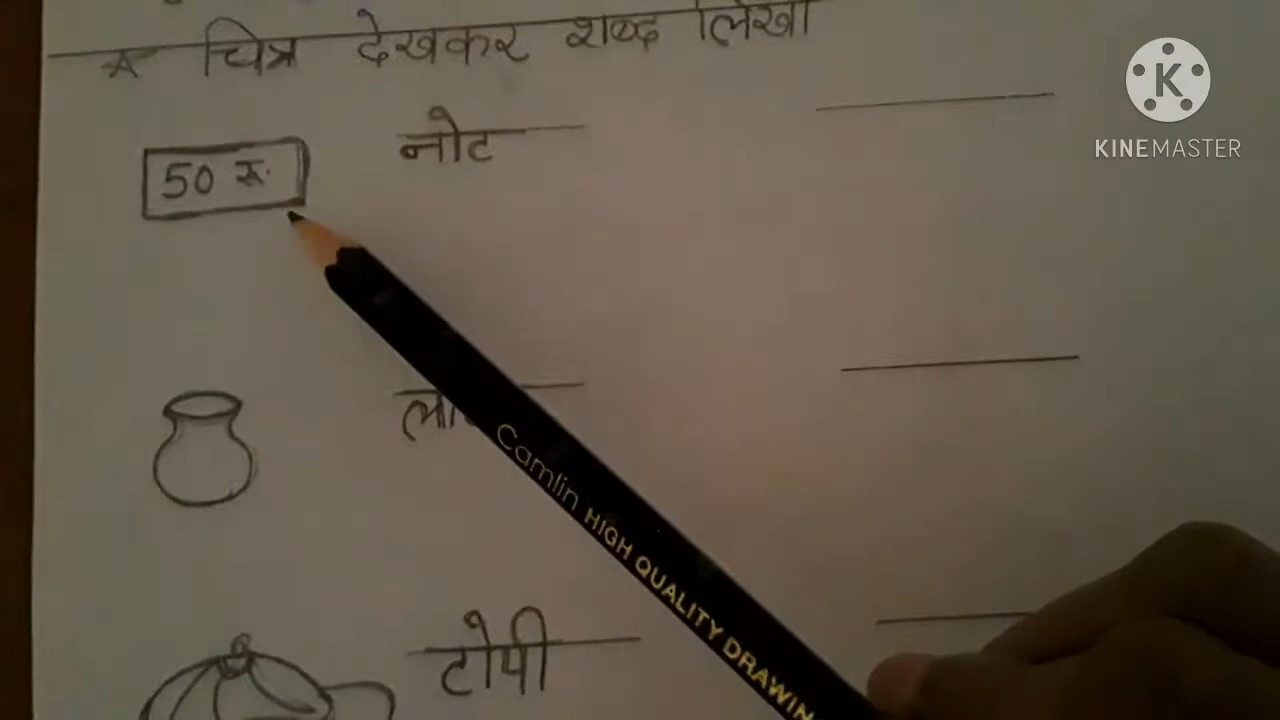 ★ चित्र देखकर शब्द लिखो
50 रू.
नोट
टोपी
Camlin HIGH QUALITY DRAWIN
K
KINEMASTER